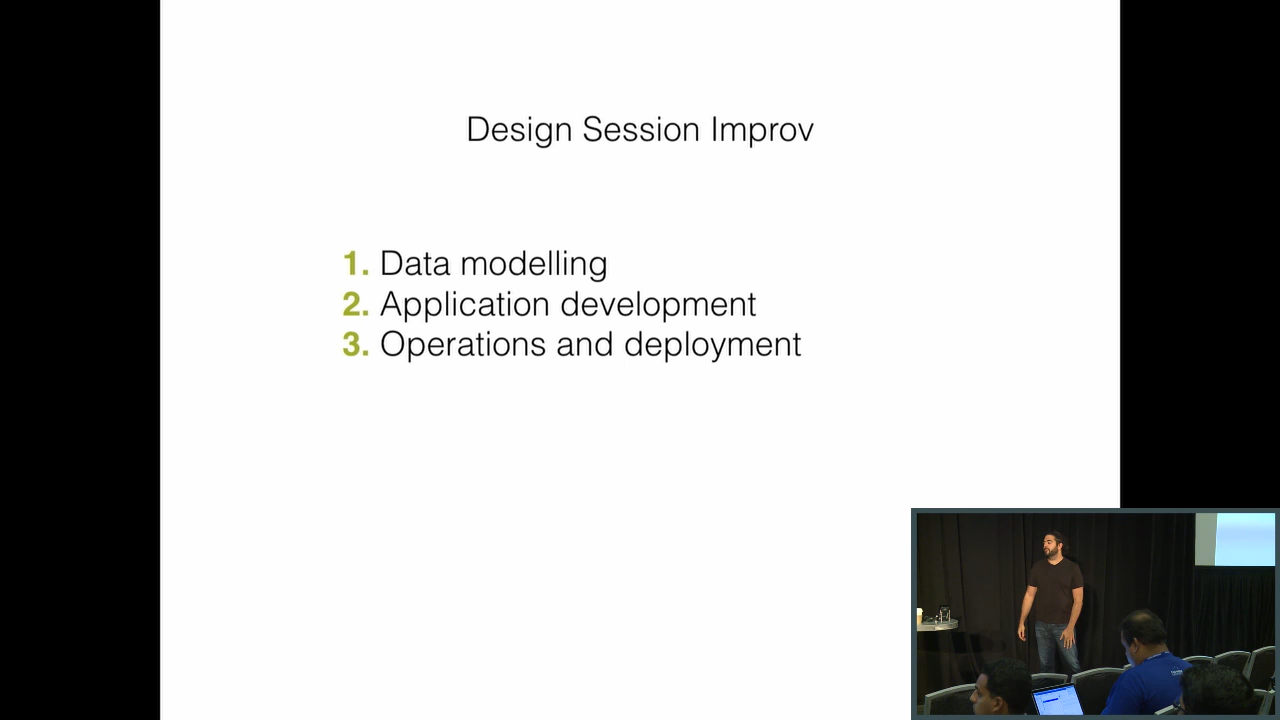 Design Session Improv
1. Data modelling
2. Application development
3. Operations and deployment